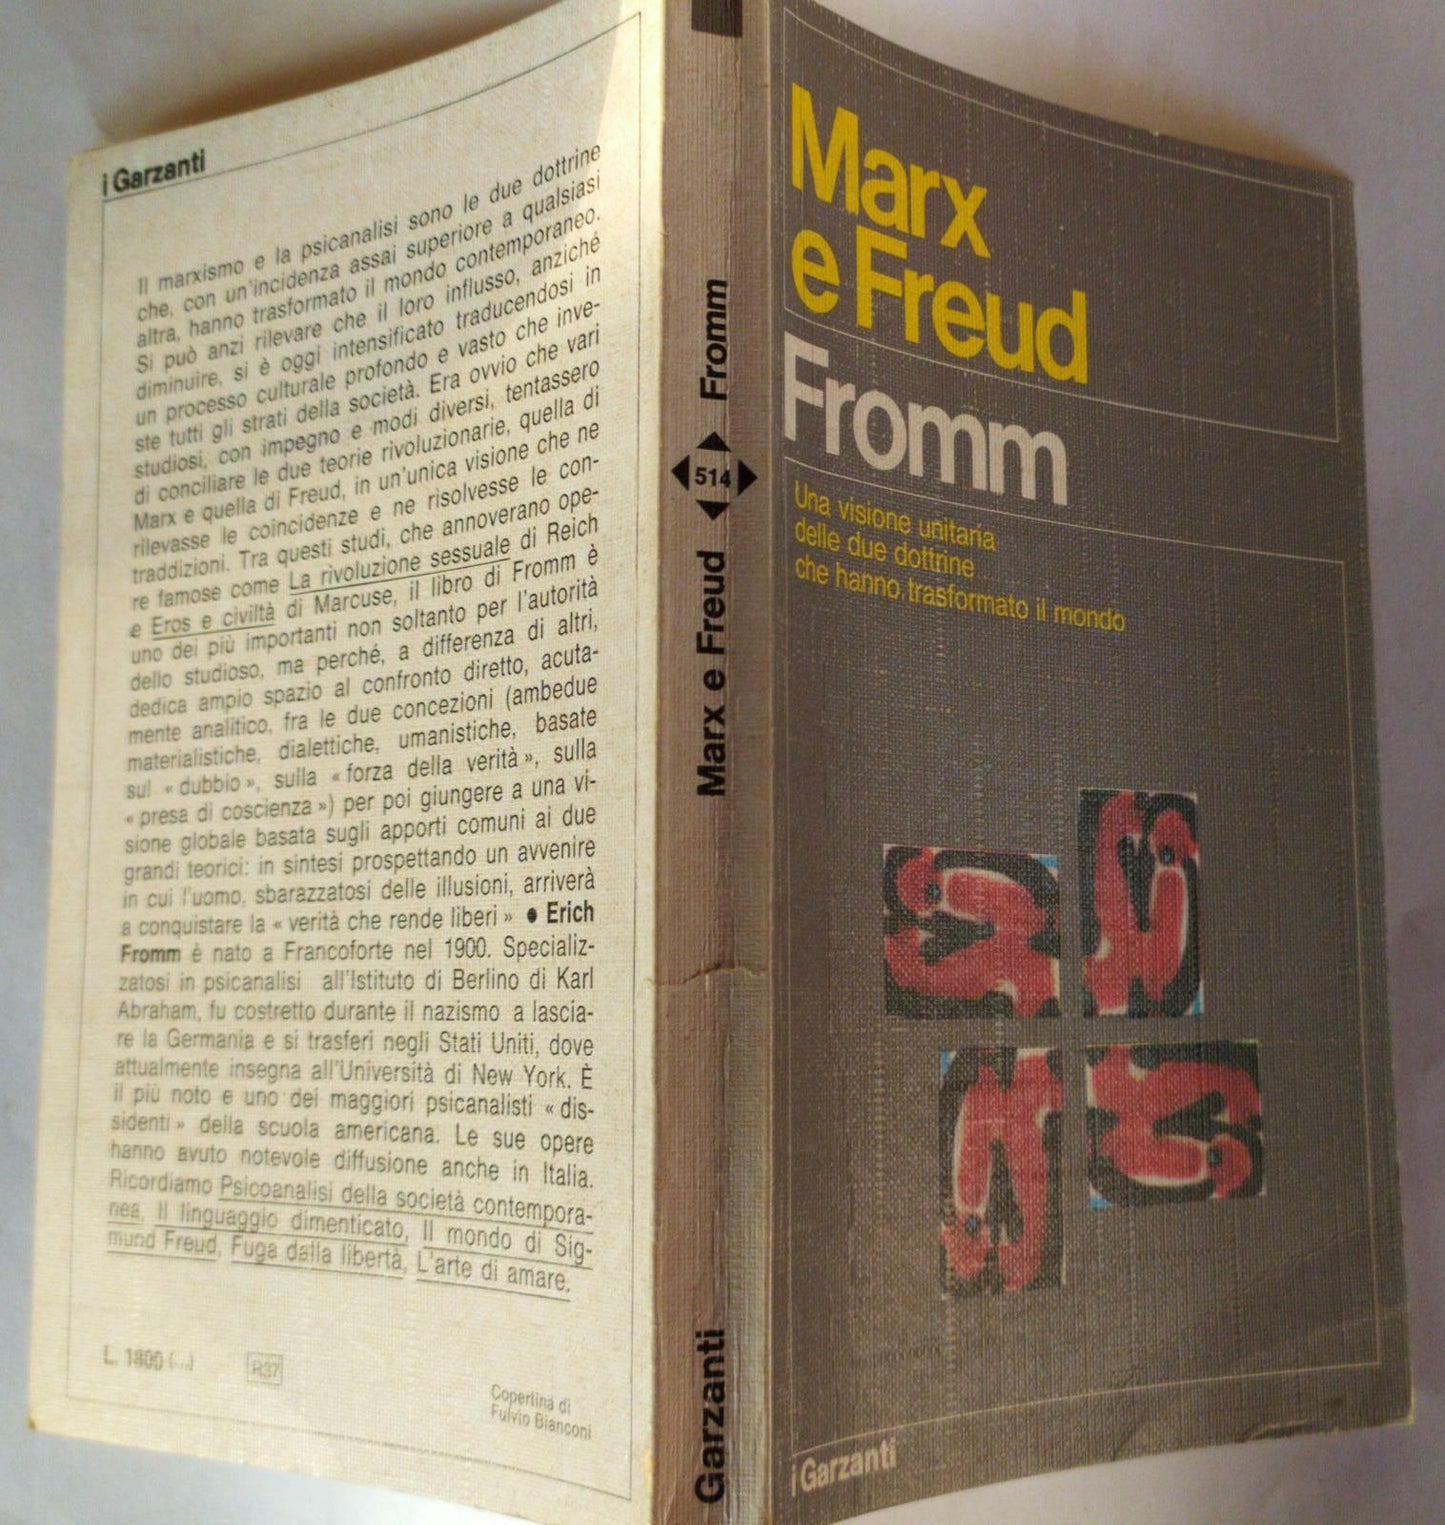 i Garzanti
Il marxismo e la psicanalisi sono le due dottrine
che, con un'incidenza assai superiore a qualsiasi
altra, hanno trasformato il mondo contemporaneo.
Si può anzi rilevare che il loro influsso, anziché
diminuire, si è oggi intensificato traducendosi in
un processo culturale profondo e vasto che inve-
ste tutti gli strati della società. Era ovvio che vari
studiosi, con impegno e modi diversi, tentassero
di conciliare le due teorie rivoluzionarie, quella di
Marx e quella di Freud, in un'unica visione che ne
rilevasse le coincidenze e ne risolvesse le con-
traddizioni. Tra questi studi, che annoverano ope-
re famose come La rivoluzione sessuale di Reich
e Eros e civiltà di Marcuse, il libro di Fromm è
uno dei più importanti non soltanto per l'autorità
dello studioso, ma perché, a differenza di altri,
dedica ampio spazio al confronto diretto, acuta-
mente analitico, fra le due concezioni (ambedue
materialistiche, dialettiche, umanistiche, basate
sul « dubbio », sulla « forza della verità », sulla
« presa di coscienza ») per poi giungere a una vi-
sione globale basata sugli apporti comuni ai due
grandi teorici: in sintesi prospettando un avvenire
in cui l'uomo, sbarazzatosi delle illusioni, arriverà
a conquistare la « verità che rende liberi » ● Erich
Fromm è nato a Francoforte nel 1900. Specializ-
zatosi in psicanalisi all'Istituto di Berlino di Karl
Abraham, fu costretto durante il nazismo a lascia-
re la Germania e si trasferì negli Stati Uniti, dove
attualmente insegna all'Università di New York. È
il più noto e uno dei maggiori psicanalisti « dis-
sidenti » della scuola americana. Le sue opere
hanno avuto notevole diffusione anche in Italia.
Ricordiamo Psicoanalisi della società contempora-
nea, Il linguaggio dimenticato, Il mondo di Sig-
mund Freud, Fuga dalla libertà, L'arte di amare.
L. 1800 (...)
R37
Copertina di
Fulvio Bianconi
Fromm
514
Marx e Freud
Garzanti
Marx
e Freud
Fromm
Una visione unitaria
delle due dottrine
che hanno trasformato il mondo
i Garzanti